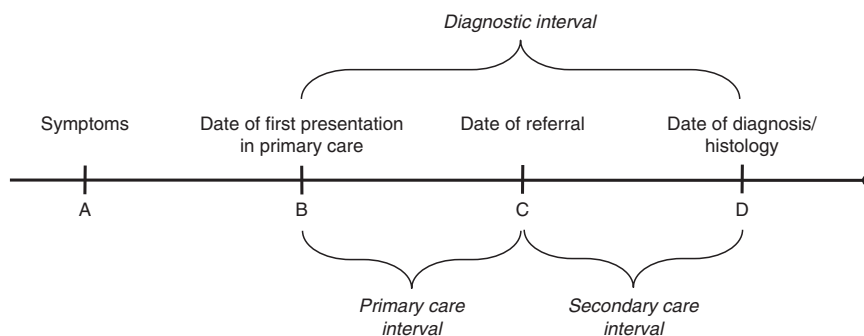 Diagnostic interval
Symptoms
Date of first presentation
in primary care
Date of referral
Date of diagnosis/
histology
A
B
C
D
Primary care
interval
Secondary care
interval